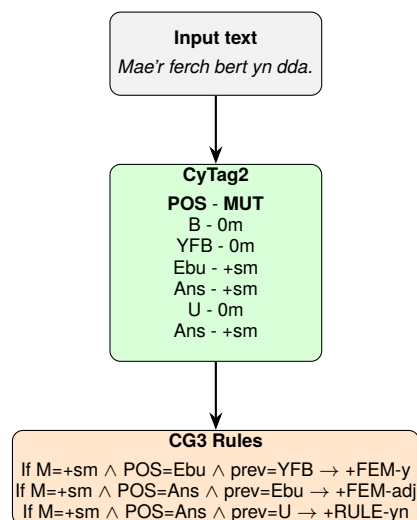 Input text
Mae'r ferch bert yn dda.
CyTag2
POS - MUT
B - 0m
YFB - 0m
Ebu - +sm
Ans - +sm
U - 0m
Ans - +sm
CG3 Rules
If M=+sm ∧ POS=Ebu ∧ prev=YFB → +FEM-y
If M=+sm ∧ POS=Ans ∧ prev=Ebu → +FEM-adj
If M=+sm ∧ POS=Ans ∧ prev=U → +RULE-yn